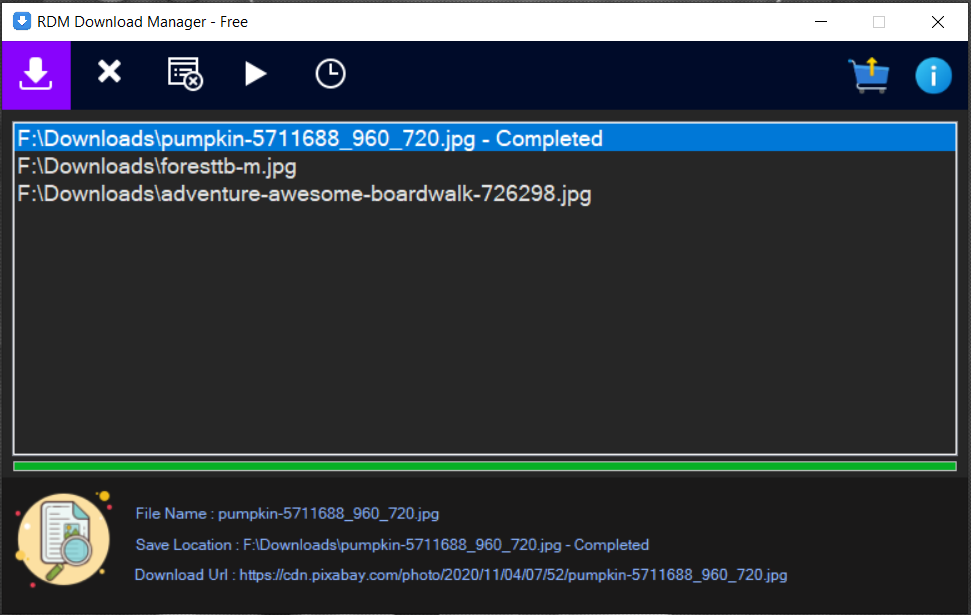 RDM Download Manager - Free
F:\Downloads\pumpkin-5711688_960_720.jpg - Completed
F:\Downloads\foresttb-m.jpg
F:\Downloads\adventure-awesome-boardwalk-726298.jpg
File Name : pumpkin-5711688_960_720.jpg
Save Location : F:\Downloads\pumpkin-5711688_960_720.jpg - Completed
Download Url : https://cdn.pixabay.com/photo/2020/11/04/07/52/pumpkin-5711688_960_720.jpg